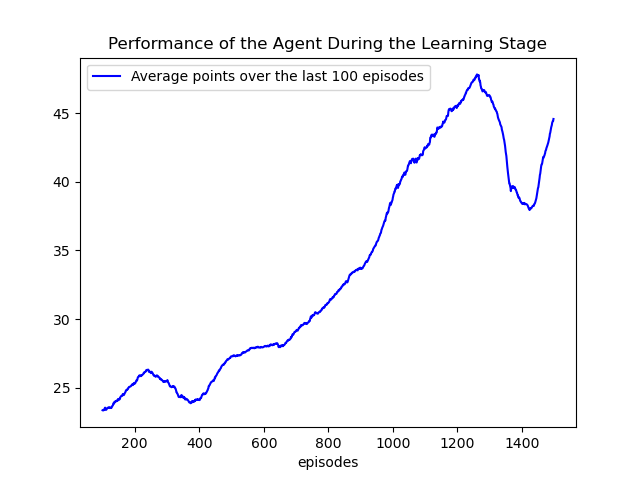 Performance of the Agent During the Learning Stage
Average points over the last 100 episodes
45
40
35
30
25
200 400 600 800 1000 1200 1400
episodes